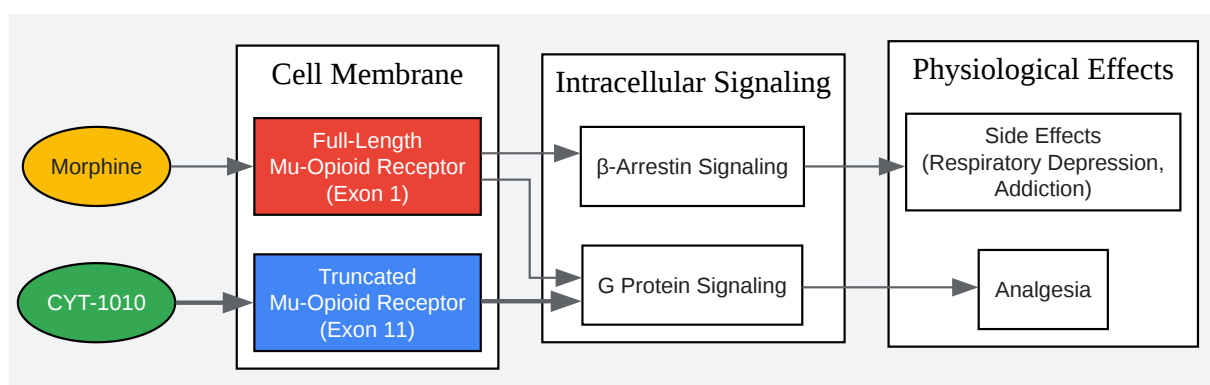 Cell Membrane
Intracellular Signaling
Physiological Effects
Morphine
Full-Length
Mu-Opioid Receptor
(Exon 1)
β-Arrestin Signaling
Side Effects
(Respiratory Depression,
Addiction)
CYT-1010
Truncated
Mu-Opioid Receptor
(Exon 11)
G Protein Signaling
Analgesia